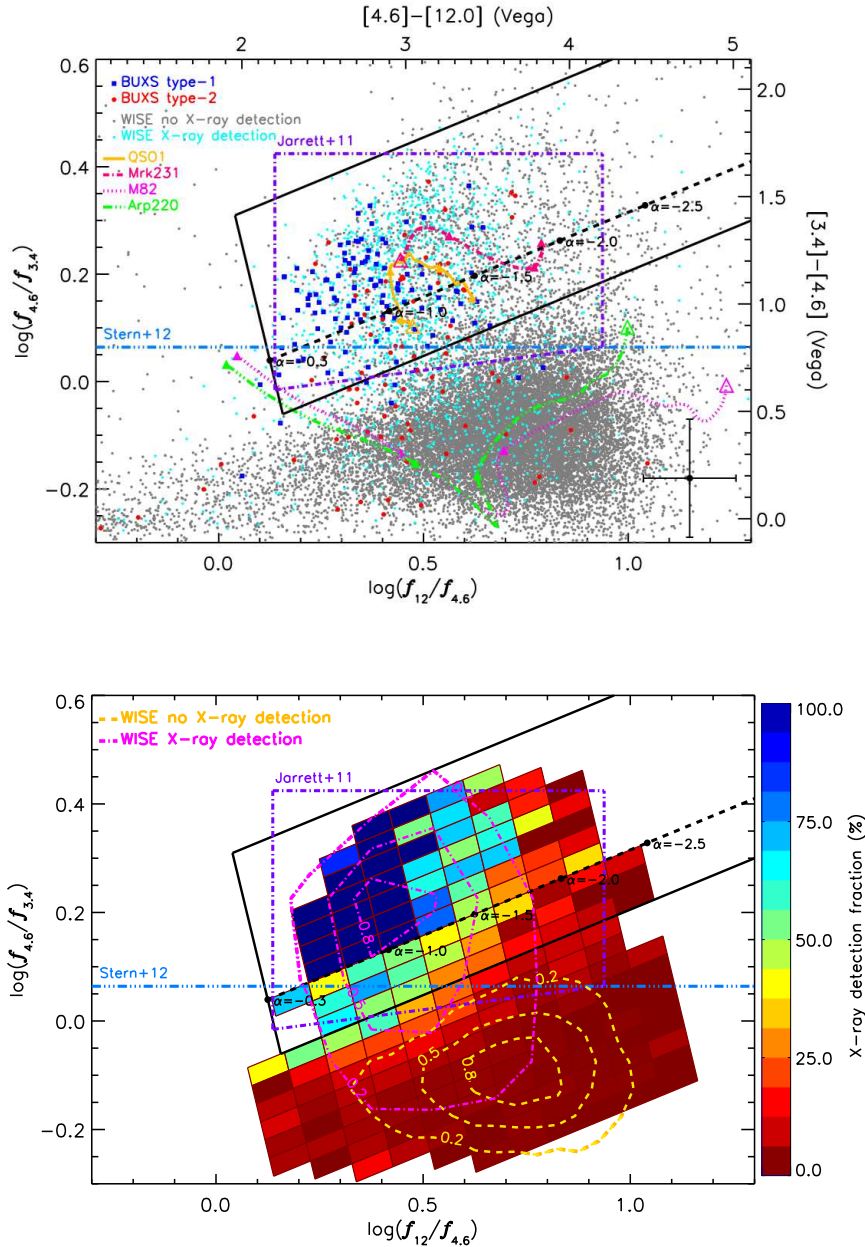 [4.6]−[12.0] (Vega)
2 3 4 5
0.6
0.4
0.2
0.0
−0.2
log(f4.6/f3.4)
BUXS type−1
BUXS type−2
WISE no X−ray detection
WISE X−ray detection
QSO1
Mrk231
M82
Arp220
Jarrett+11
Stern+12
α=−0.3
α=−1.0
α=−1.5
α=−2.0
α=−2.5
2.0
1.5
1.0
0.5
0.0
[3.4]−[4.6] (Vega)
0.0 0.5 1.0
log(f12/f4.6)
0.6
0.4
0.2
0.0
−0.2
log(f4.6/f3.4)
WISE no X−ray detection
WISE X−ray detection
Jarrett+11
Stern+12
α=−0.3
α=−1.0
α=−1.5
α=−2.0
α=−2.5
0.8
0.2
0.2
0.5
0.8
0.2
100.0
75.0
50.0
25.0
0.0
X−ray detection fraction (%)
0.0 0.5 1.0
log(f12/f4.6)